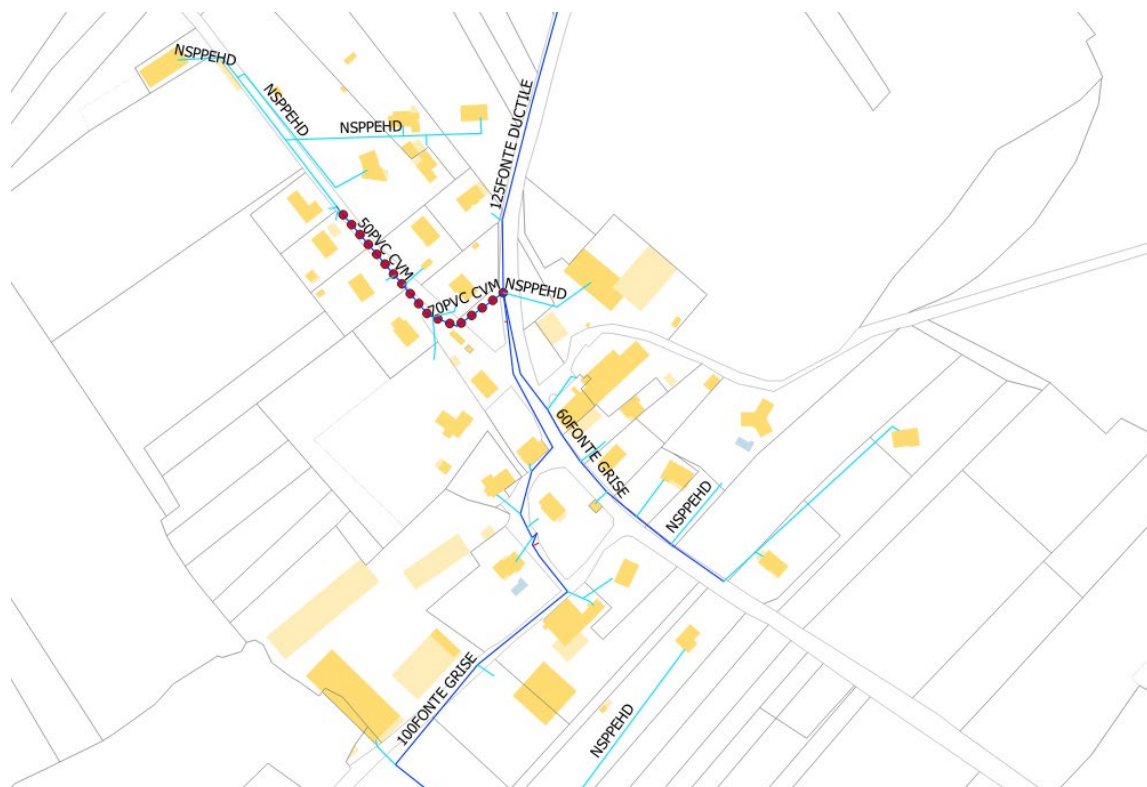 NSPPEHD
NSPPEHD
NSPPEHD
125FONTE DUCTILE
50PVC CVM
70PVC CVM
NSPPEHD
60FONTE GRISE
NSPPEHD
100FONTE GRISE
NSPPEHD